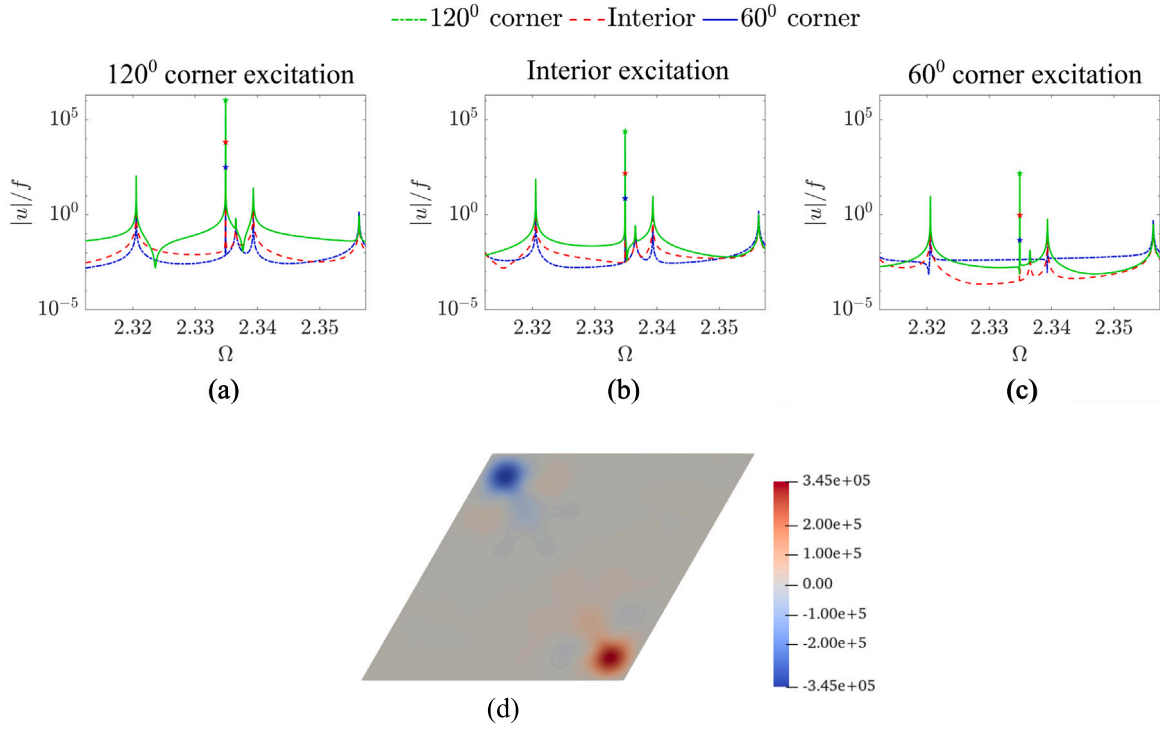 120⁰ corner Interior 60⁰ corner
120⁰ corner excitation Interior excitation 60⁰ corner excitation
10⁵ 10⁵ 10⁵
|u|/f |u|/f |u|/f
10⁰ 10⁰ 10⁰
10⁻⁵ 10⁻⁵ 10⁻⁵
2.32 2.33 2.34 2.35 2.32 2.33 2.34 2.35 2.32 2.33 2.34 2.35
Ω Ω Ω
(a) (b) (c)
3.45e+05
2.00e+5
1.00e+5
0.00
-1.00e+5
-2.00e+5
-3.45e+05
(d)